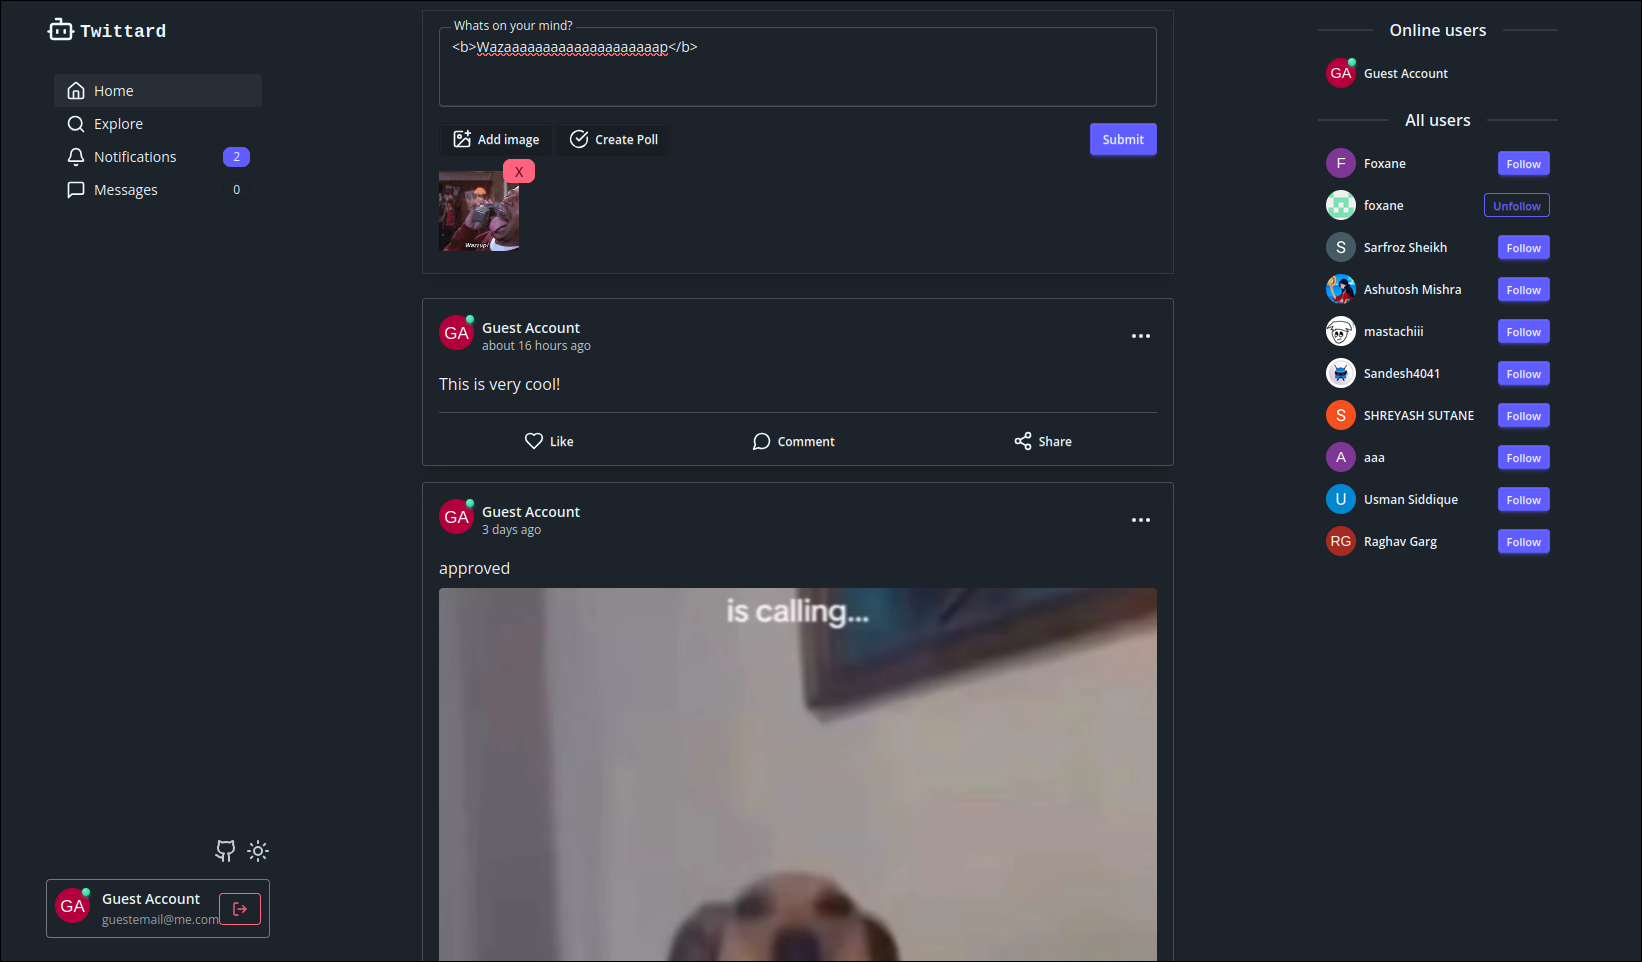 Twittard
Home
Explore
Notifications 2
Messages 0
Whats on your mind?
<b>Wazaaaaaaaaaaaaaaaaaaaap</b>
Add image Create Poll Submit
X
Wazzup!
GA Guest Account
about 16 hours ago
This is very cool!
Like Comment Share
GA Guest Account
3 days ago
approved
is calling...
Online users
GA Guest Account
All users
F Foxane Follow
foxane Unfollow
S Sarfroz Sheikh Follow
Ashutosh Mishra Follow
mastachiii Follow
Sandesh4041 Follow
S SHREYASH SUTANE Follow
A aaa Follow
U Usman Siddique Follow
RG Raghav Garg Follow
GA Guest Account
guestemail@me.com